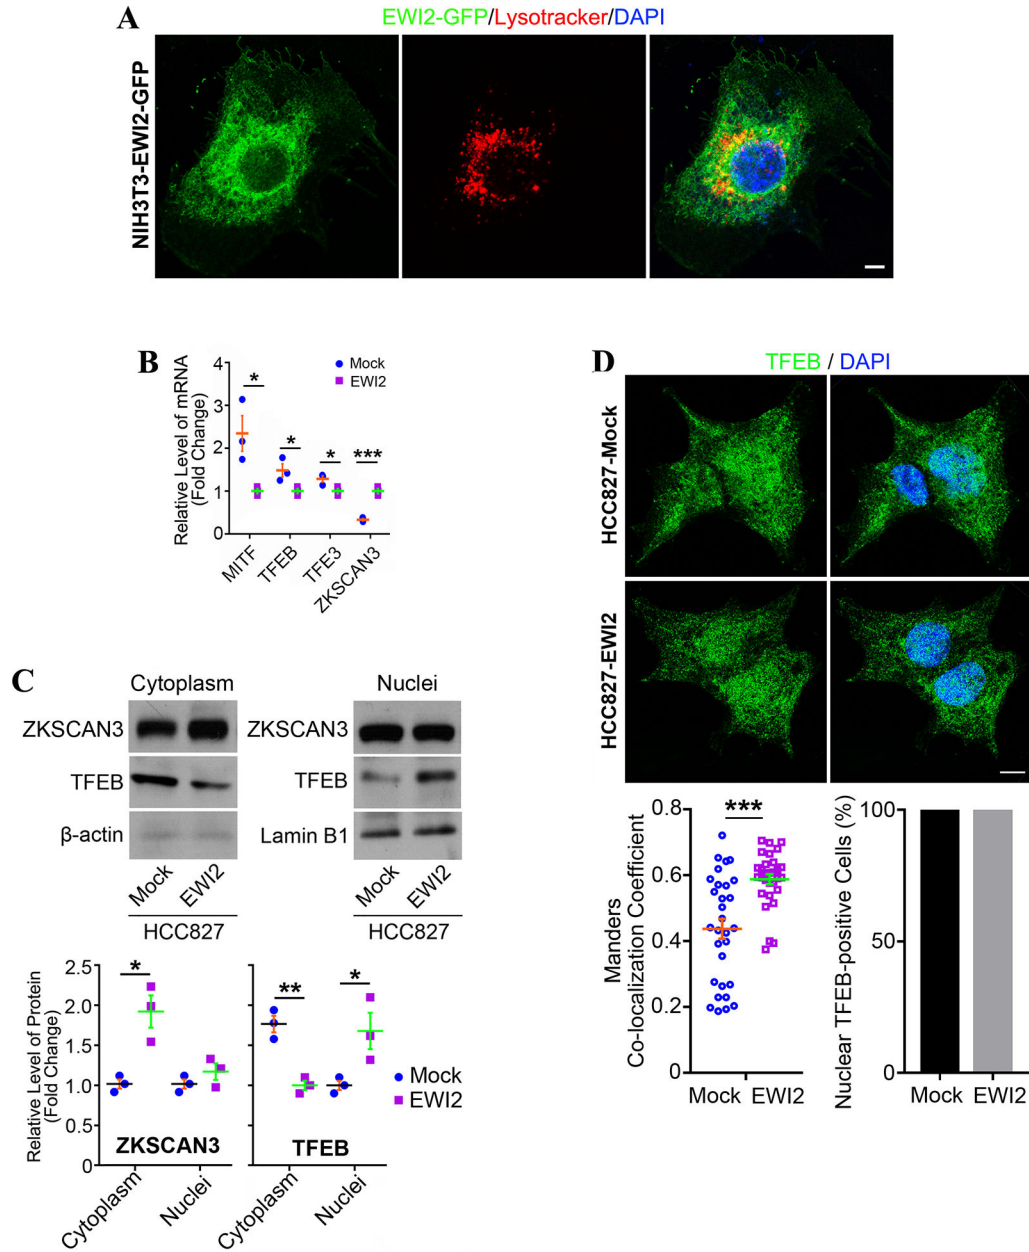 A
EWI2-GFP/Lysotracker/DAPI
NIH3T3-EWI2-GFP
B
Relative Level of mRNA
(Fold Change)
4
3
2
1
0
Mock
EWI2
*
*
*
***
MITF
TFEB
TFE3
ZKSCAN3
C
Cytoplasm
Nuclei
ZKSCAN3
TFEB
β-actin
ZKSCAN3
TFEB
Lamin B1
Mock
EWI2
HCC827
Mock
EWI2
HCC827
Relative Level of Protein
(Fold Change)
2.5
2.0
1.5
1.0
0.5
0
*
**
*
ZKSCAN3
TFEB
Mock
EWI2
Cytoplasm
Nuclei
Cytoplasm
Nuclei
D
TFEB / DAPI
HCC827-Mock
HCC827-EWI2
Manders
Co-localization Coefficient
0.8
0.6
0.4
0.2
0
***
Mock EWI2
Nuclear TFEB-positive Cells (%)
100
50
0
Mock EWI2